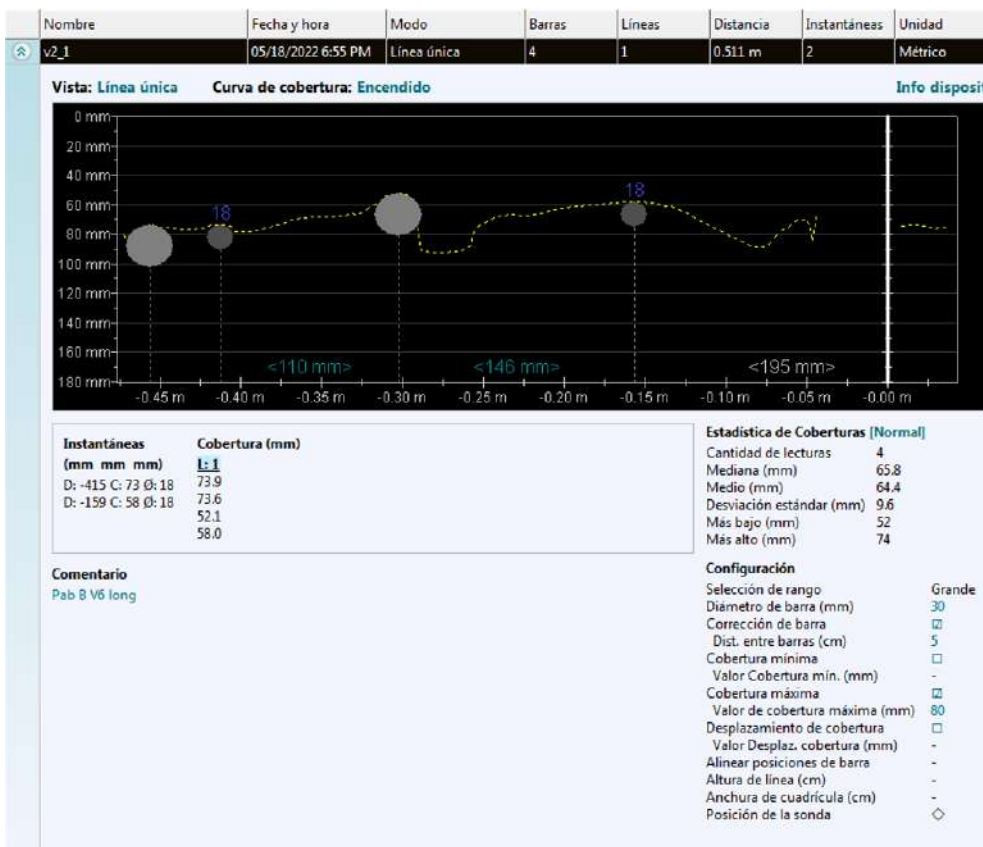 Nombre Fecha y hora Modo Barras Líneas Distancia Instantáneas Unidad
v2_1 05/18/2022 6:55 PM Línea única 4 1 0.511 m 2 Métrico
Vista: Línea única Curva de cobertura: Encendido Info disposit
0 mm
20 mm
40 mm
60 mm
80 mm
100 mm
120 mm
140 mm
160 mm
180 mm
18
18
<110 mm> <146 mm> <195 mm>
-0.45 m -0.40 m -0.35 m -0.30 m -0.25 m -0.20 m -0.15 m -0.10 m -0.05 m -0.00 m
Instantáneas Cobertura (mm)
(mm mm mm) L: 1
D: -415 C: 73 Ø: 18 73.9
D: -159 C: 58 Ø: 18 73.6
52.1
58.0
Comentario
Pab B V6 long
Estadística de Coberturas [Normal]
Cantidad de lecturas 4
Mediana (mm) 65.8
Medio (mm) 64.4
Desviación estándar (mm) 9.6
Más bajo (mm) 52
Más alto (mm) 74
Configuración
Selección de rango Grande
Diámetro de barra (mm) 30
Corrección de barra ☑
Dist. entre barras (cm) 5
Cobertura mínima ☐
Valor Cobertura mín. (mm) -
Cobertura máxima ☑
Valor de cobertura máxima (mm) 80
Desplazamiento de cobertura ☐
Valor Desplaz. cobertura (mm) -
Alinear posiciones de barra -
Altura de línea (cm) -
Anchura de cuadrícula (cm) -
Posición de la sonda ◇